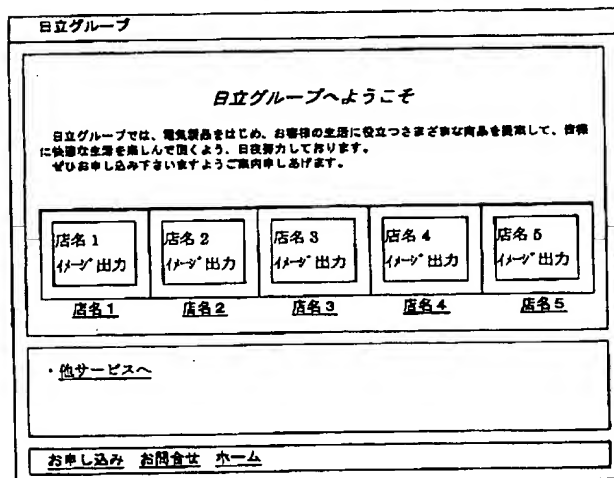 日立グループ
日立グループへようこそ
日立グループでは、電気製品をはじめ、お客様の生活に役立つさまざまな商品を提案して、皆様
に快適な生活を楽しんで頂くよう、日夜努力しております。
ぜひお申し込み下さいますようご案内申しあげます。
店名1 店名2 店名3 店名4 店名5
イメージ出力 イメージ出力 イメージ出力 イメージ出力 イメージ出力
店名1 店名2 店名3 店名4 店名5
・他サービスへ
お申し込み お問合せ ホーム